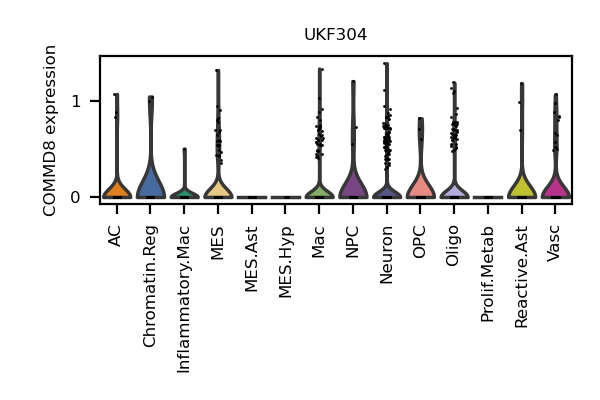 UKF304
COMMD8 expression
1
0
AC
Chromatin.Reg
Inflammatory.Mac
MES
MES.Ast
MES.Hyp
Mac
NPC
Neuron
OPC
Oligo
Prolif.Metab
Reactive.Ast
Vasc